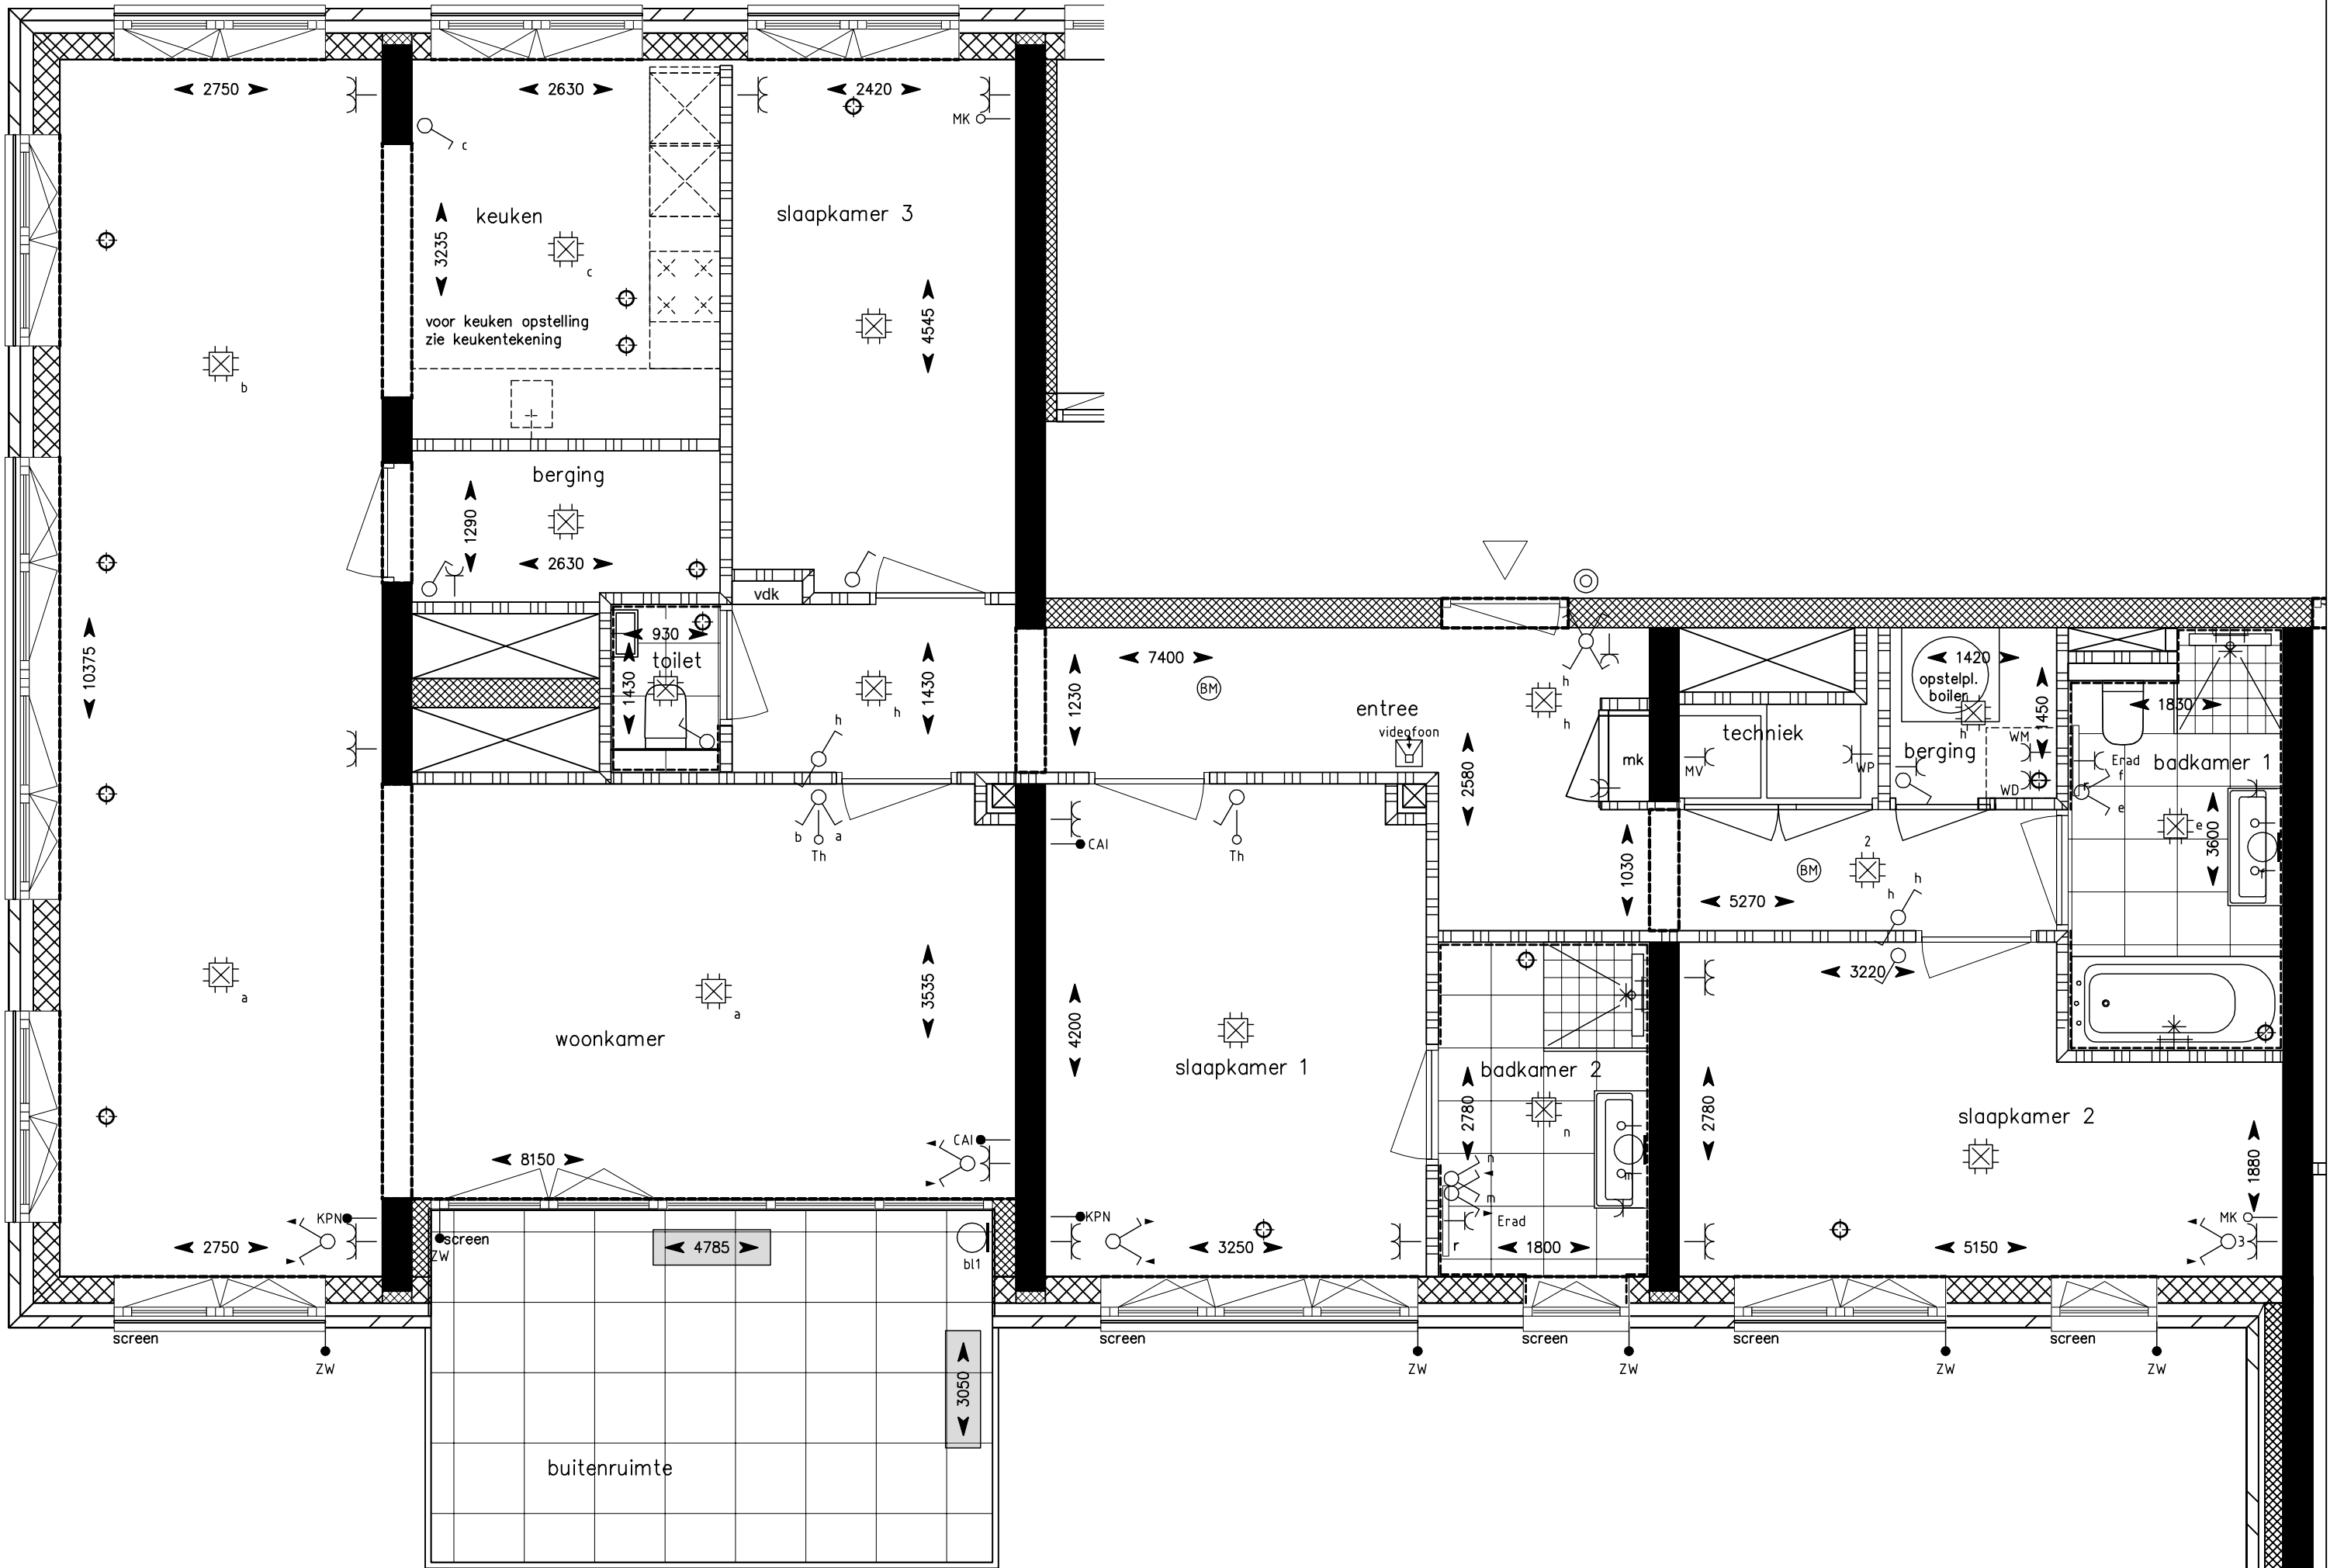 2750
2630
2420
MK
c
keuken
slaapkamer 3
3235
c
voor keuken opstelling
zie keukentekening
4545
b
berging
1290
2630
vdk
10375
930
toilet
1430
h
1430
h
1230
7400
BM
entree
videofoon
h
h
2580
mk
techniek
MV
WP
1420
opstelpl.
boiler
h
berging
1450
WM
WD
1830
badkamer 1
Erad
f
r
e
e
3600
f
b
a
Th
CAI
Th
1030
2
BM
5270
h
h
3220
a
a
woonkamer
3535
4200
slaapkamer 1
badkamer 2
2780
n
n
m
m
Erad
r
1800
2780
slaapkamer 2
1880
MK
3
5150
8150
CAI
KPN
2750
KPN
3250
screen
ZW
4785
bl1
screen
ZW
3050
buitenruimte
screen
ZW
screen
ZW
screen
ZW
screen
ZW